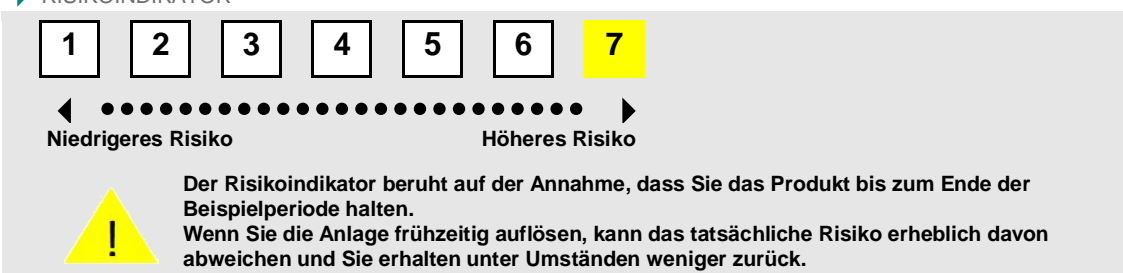 RISIKOINDIKATOR
1 2 3 4 5 6 7
Niedrigeres Risiko Höheres Risiko
Der Risikoindikator beruht auf der Annahme, dass Sie das Produkt bis zum Ende der
Beispielperiode halten.
! Wenn Sie die Anlage frühzeitig auflösen, kann das tatsächliche Risiko erheblich davon
abweichen und Sie erhalten unter Umständen weniger zurück.